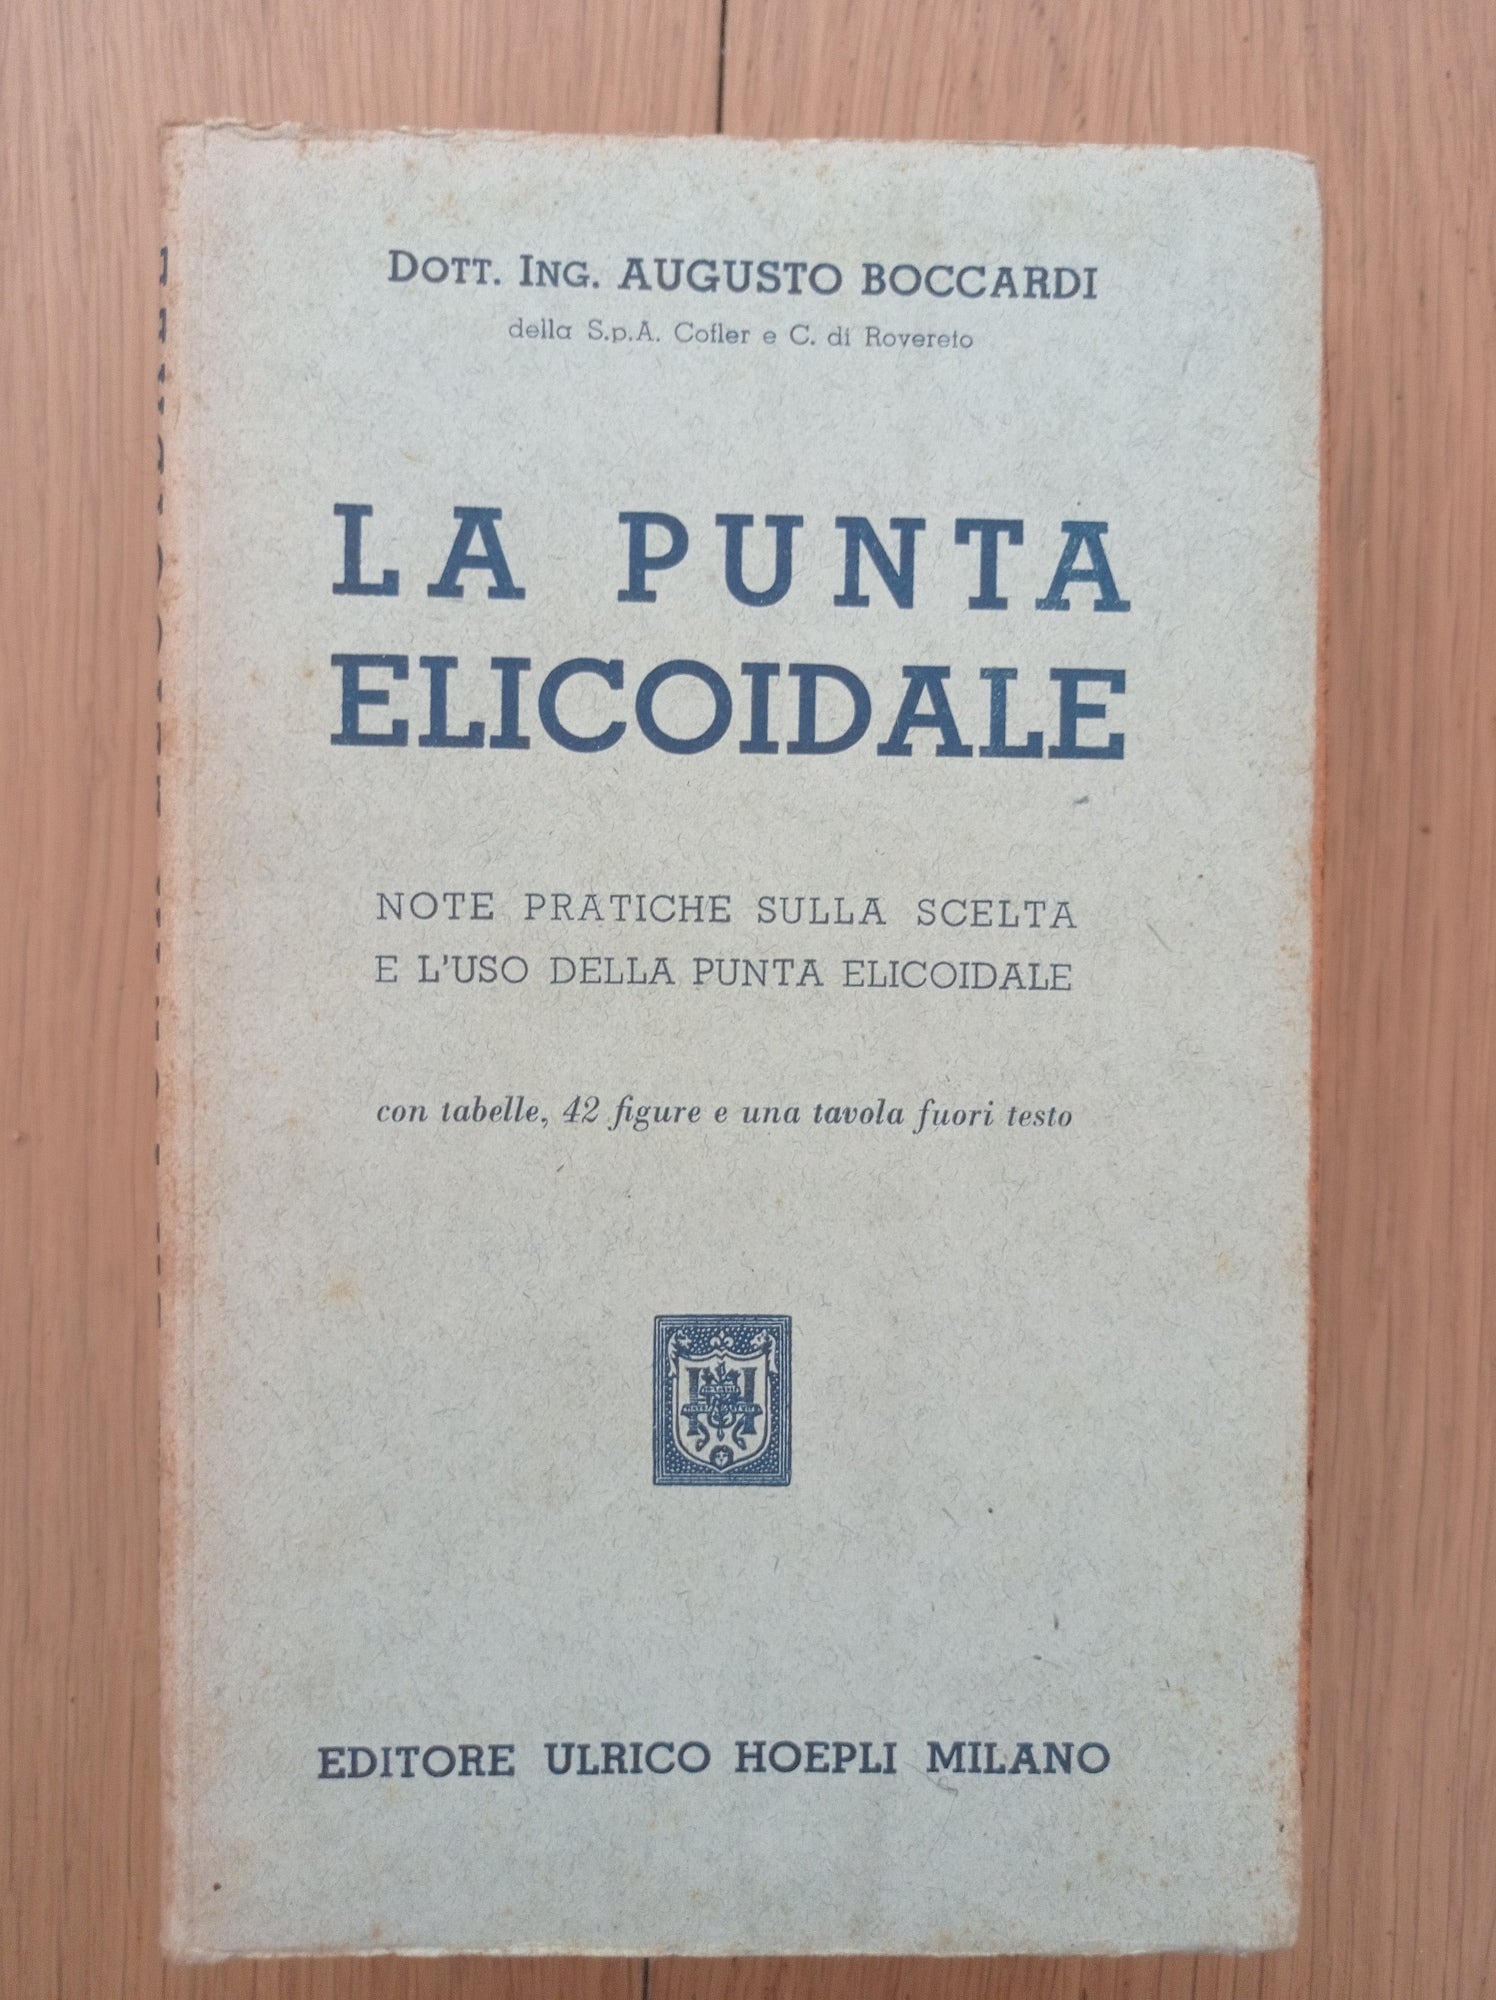 DOTT. ING. AUGUSTO BOCCARDI
della S.p.A. Cofler e C. di Rovereto
LA PUNTA
ELICOIDALE
NOTE PRATICHE SULLA SCELTA
E L'USO DELLA PUNTA ELICOIDALE
con tabelle, 42 figure e una tavola fuori testo
EDITORE ULRICO HOEPLI MILANO